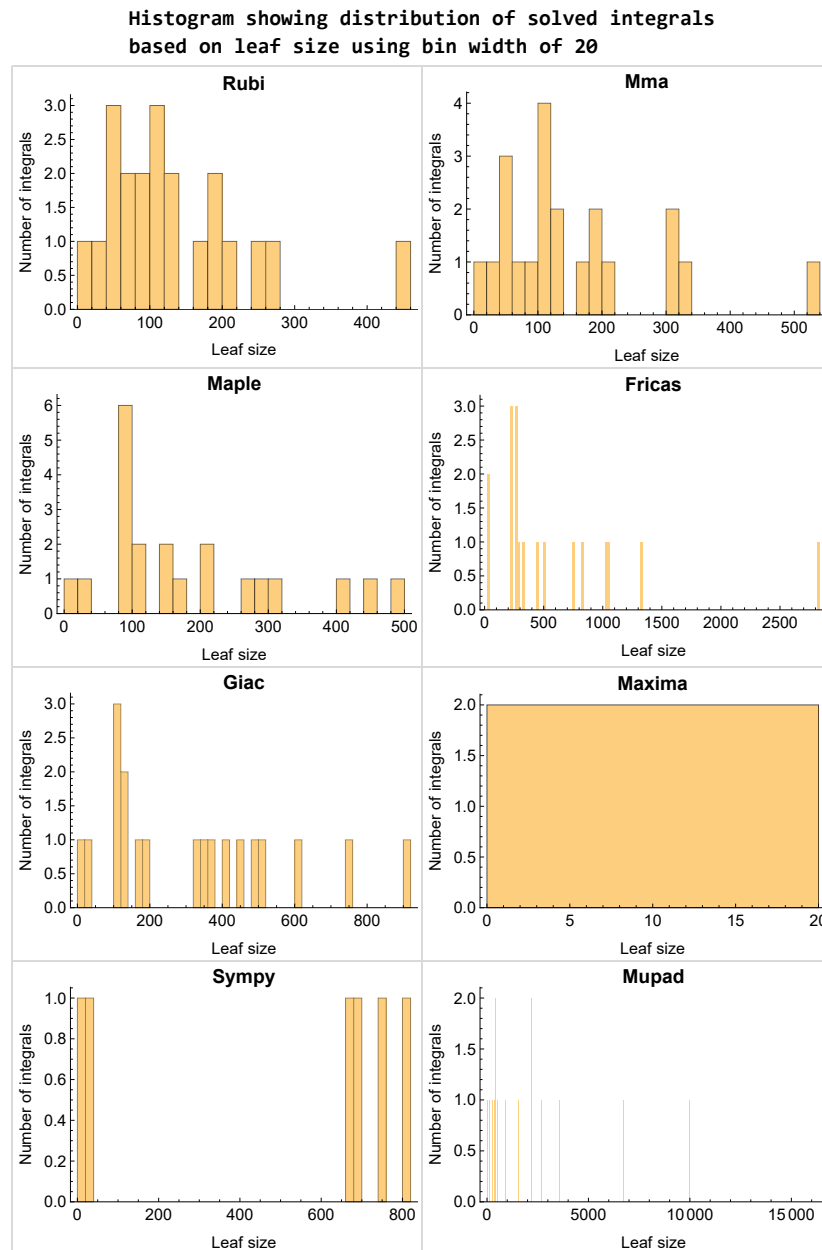 Histogram showing distribution of solved integrals
based on leaf size using bin width of 20
Rubi
Number of integrals
3.0
2.5
2.0
1.5
1.0
0.5
0.0
0 100 200 300 400
Leaf size
Mma
Number of integrals
4
3
2
1
0
0 100 200 300 400 500
Leaf size
Maple
Number of integrals
6
5
4
3
2
1
0
0 100 200 300 400 500
Leaf size
Fricas
Number of integrals
3.0
2.5
2.0
1.5
1.0
0.5
0.0
0 500 1000 1500 2000 2500
Leaf size
Giac
Number of integrals
3.0
2.5
2.0
1.5
1.0
0.5
0.0
0 200 400 600 800
Leaf size
Maxima
Number of integrals
2.0
1.5
1.0
0.5
0.0
0 5 10 15 20
Leaf size
Sympy
Number of integrals
1.0
0.8
0.6
0.4
0.2
0.0
0 200 400 600 800
Leaf size
Mupad
Number of integrals
2.0
1.5
1.0
0.5
0.0
0 5000 10000 15000
Leaf size